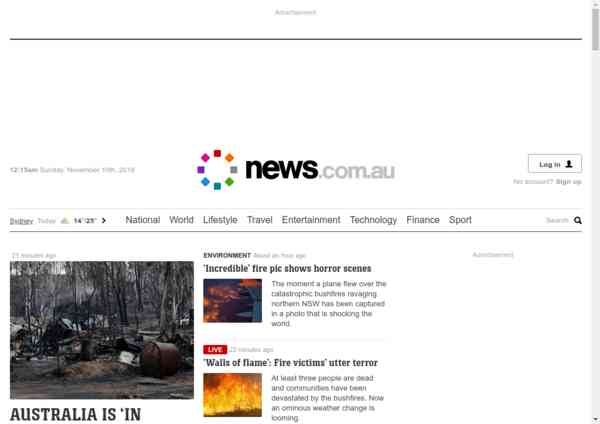 Advertisement
12:15am Sunday, November 10th, 2019
news.com.au
Log in
No account? Sign up
Sydney Today 14°/25°
National World Lifestyle Travel Entertainment Technology Finance Sport
Search
23 minutes ago
AUSTRALIA IS ‘IN
ENVIRONMENT About an hour ago
‘Incredible’ fire pic shows horror scenes
The moment a plane flew over the
catastrophic bushfires ravaging
northern NSW has been captured
in a photo that is shocking the
world.
LIVE 23 minutes ago
‘Walls of flame’: Fire victims’ utter terror
At least three people are dead
and communities have been
devastated by the bushfires. Now
an ominous weather change is
looming.
Advertisement